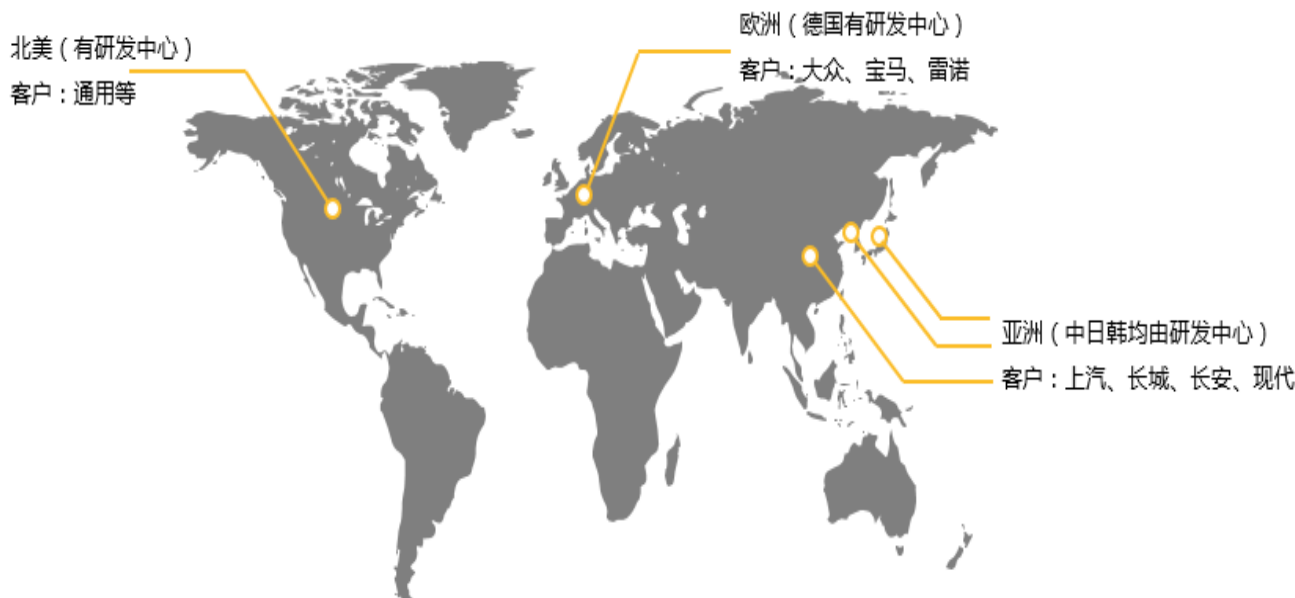 北美（有研发中心）
客户：通用等
欧洲（德国有研发中心）
客户：大众、宝马、雷诺
亚洲（中日韩均由研发中心）
客户：上汽、长城、长安、现代